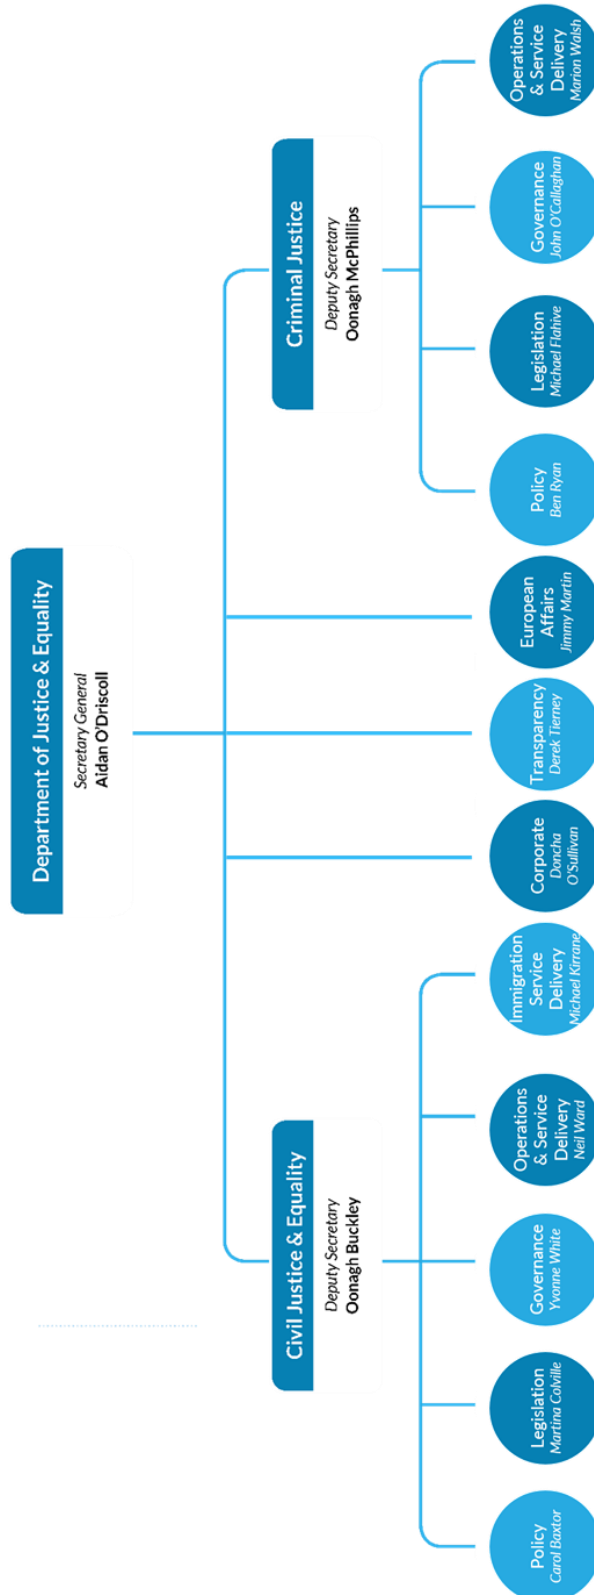 Department of Justice & Equality
Secretary General
Aidan O'Driscoll
Civil Justice & Equality
Deputy Secretary
Oonagh Buckley
Criminal Justice
Deputy Secretary
Oonagh McPhillips
Policy
Carol Baxtor
Legislation
Martina Colville
Governance
Yvonne White
Operations
& Service
Delivery
Neil Ward
Immigration
Service
Delivery
Michael Kirrane
Corporate
Doncha
O'Sullivan
Transparency
Derek Tierney
European
Affairs
Jimmy Martin
Policy
Ben Ryan
Legislation
Michael Flahive
Governance
John O'Callaghan
Operations
& Service
Delivery
Marion Walsh